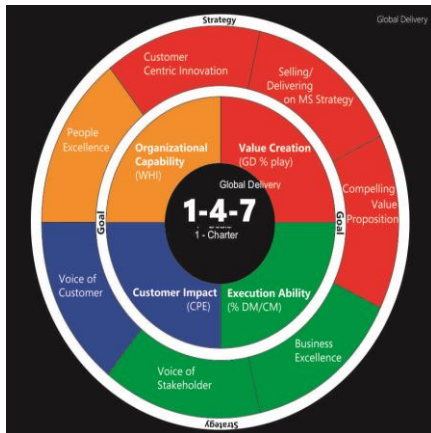 Strategy
Global Delivery
Customer
Centric Innovation
Selling/
Delivering
on MS Strategy
People
Excellence
Organizational
Capability
(WHI)
Value Creation
(GD % play)
Compelling
Value
Proposition
Global Delivery
1-4-7
1 - Charter
Goal
Goal
Voice of
Customer
Customer Impact
(CPE)
Execution Ability
(% DM/CM)
Business
Excellence
Voice of
Stakeholder
Strategy